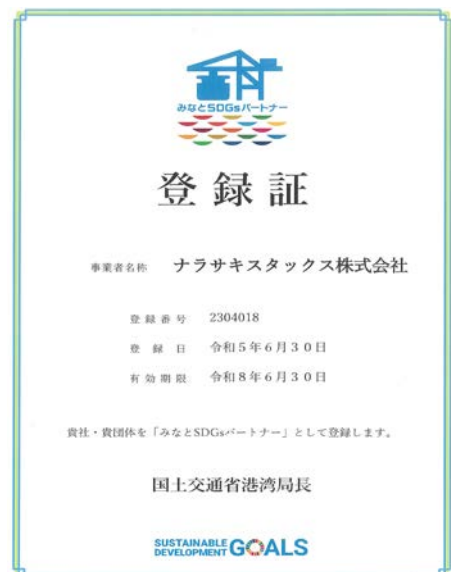 みなとSDGsパートナー
登録証
事業者名称 ナラサキスタックス株式会社
登録番号 2304018
登録日 令和5年6月30日
有効期限 令和8年6月30日
貴社・貴団体を「みなとSDGsパートナー」として登録します。
国土交通省港湾局長
SUSTAINABLE DEVELOPMENT GOALS